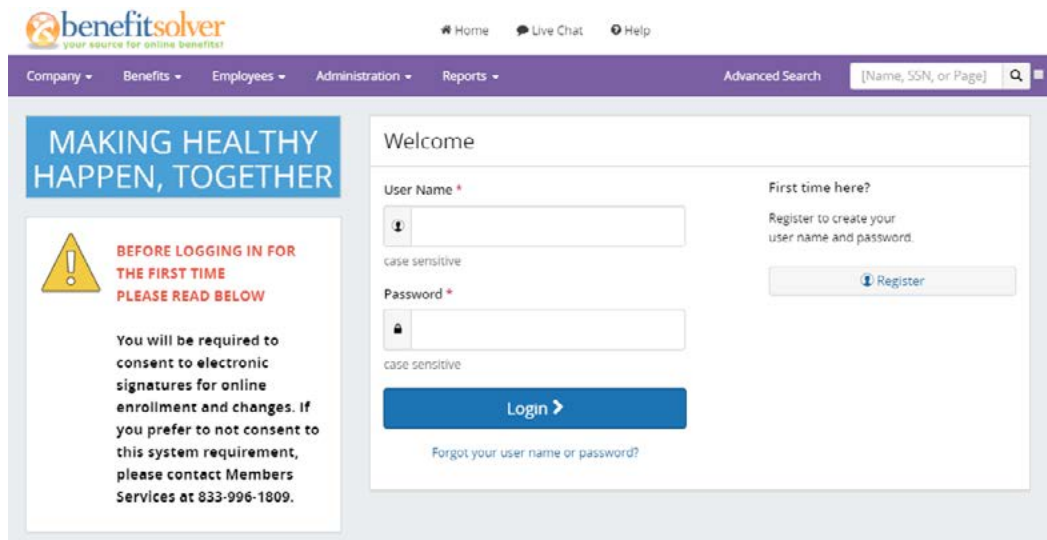 benefitsolver
your source for online benefits!
Home Live Chat Help
Company Benefits Employees Administration Reports Advanced Search [Name, SSN, or Page]
MAKING HEALTHY
HAPPEN, TOGETHER
BEFORE LOGGING IN FOR
THE FIRST TIME
PLEASE READ BELOW
You will be required to
consent to electronic
signatures for online
enrollment and changes. If
you prefer to not consent to
this system requirement,
please contact Members
Services at 833-996-1809.
Welcome
User Name *
case sensitive
Password *
case sensitive
Login
Forgot your user name or password?
First time here?
Register to create your
user name and password.
Register